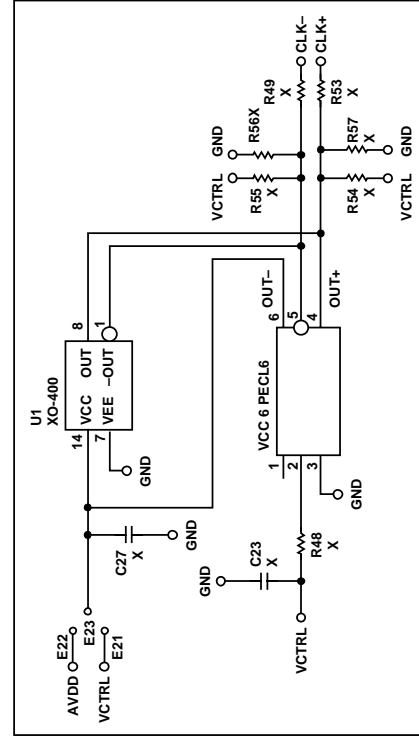 AVDD
E22
E23
VCTRL
E21
C27
X
GND
U1
XO-400
14 VCC OUT 8
7 VEE –OUT 1
GND
VCTRL
GND
C23
X
R48
X
VCC 6 PECL6
1
2
3
GND
6 OUT–
5
4 OUT+
GND
R56X
VCTRL
R55
X
R49
X
CLK–
CLK+
R53
X
R57
X
GND
R54
X
VCTRL